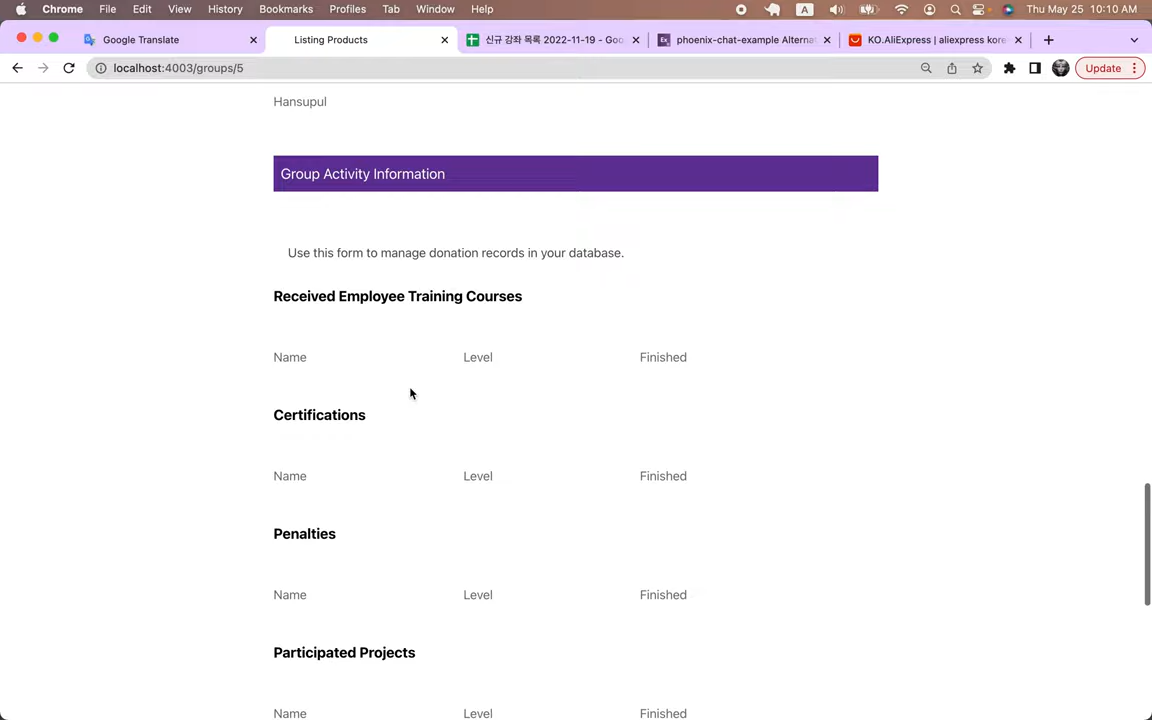 Chrome File Edit View History Bookmarks Profiles Tab Window Help A Thu May 25 10:10 AM
Google Translate Listing Products 신규 강좌 목록 2022-11-19 - Goo Ex phoenix-chat-example Alterna KO.AliExpress | aliexpress kore
localhost:4003/groups/5 Update
Hansupul
Group Activity Information
Use this form to manage donation records in your database.
Received Employee Training Courses
Name Level Finished
Certifications
Name Level Finished
Penalties
Name Level Finished
Participated Projects
Name Level Finished